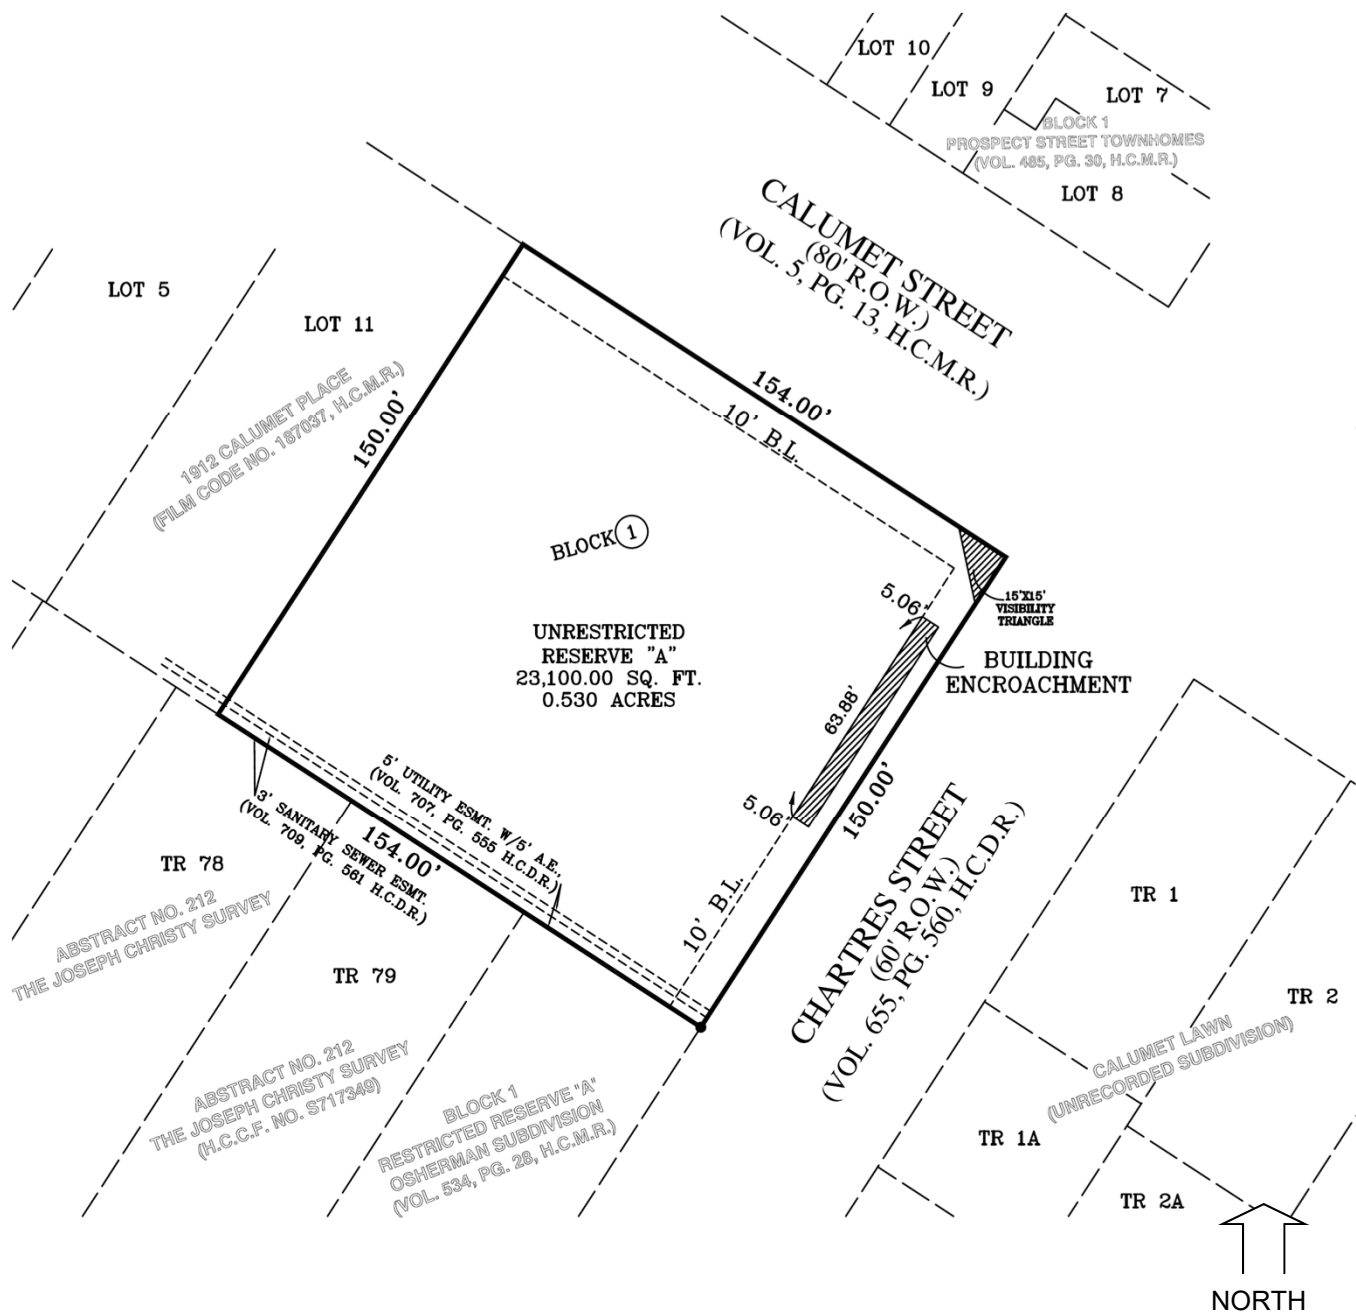 LOT 10
LOT 9
LOT 7
BLOCK 1
PROSPECT STREET TOWNHOMES
(VOL. 485, PG. 30, H.C.M.R.)
LOT 8
CALUMET STREET
(80' R.O.W.)
(VOL. 5, PG. 13, H.C.M.R.)
LOT 5
LOT 11
1912 CALUMET PLACE
(FILM CODE NO. 187037, H.C.M.R.)
150.00'
154.00'
10' B.L.
BLOCK 1
5.06'
15'X15'
VISIBILITY
TRIANGLE
UNRESTRICTED
RESERVE "A"
23,100.00 SQ. FT.
0.530 ACRES
BUILDING
ENCROACHMENT
63.88'
5.06'
150.00'
5' UTILITY ESMT. W/5' A.E.,
(VOL. 707, PG. 555 H.C.D.R.)
3' SANITARY SEWER ESMT.
(VOL. 709, PG. 561 H.C.D.R.)
154.00'
10' B.L.
CHARTRES STREET
(60' R.O.W.)
(VOL. 655, PG. 560, H.C.D.R.)
TR 78
ABSTRACT NO. 212
THE JOSEPH CHRISTY SURVEY
TR 79
ABSTRACT NO. 212
THE JOSEPH CHRISTY SURVEY
(H.C.C.F. NO. S717349)
BLOCK 1
RESTRICTED RESERVE "A"
OSHERMAN SUBDIVISION
(VOL. 534, PG. 28, H.C.M.R.)
TR 1
TR 2
CALUMET LAWN
(UNRECORDED SUBDIVISION)
TR 1A
TR 2A
NORTH